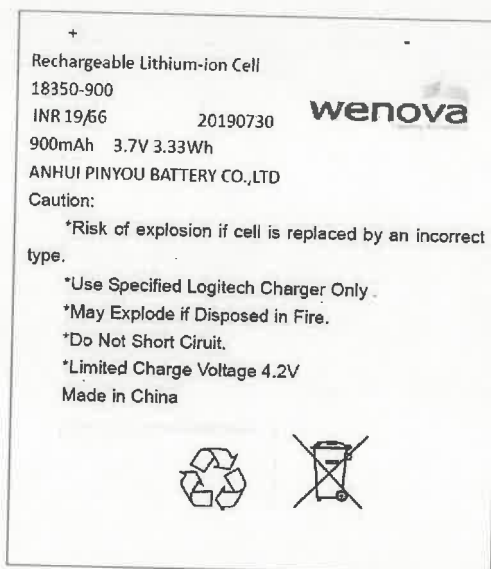 + -
Rechargeable Lithium-ion Cell
18350-900
INR 19/66 20190730
wenova
900mAh 3.7V 3.33Wh
ANHUI PINYOU BATTERY CO.,LTD
Caution:
*Risk of explosion if cell is replaced by an incorrect
type.
*Use Specified Logitech Charger Only .
*May Explode if Disposed in Fire.
*Do Not Short Ciruit.
*Limited Charge Voltage 4.2V
Made in China